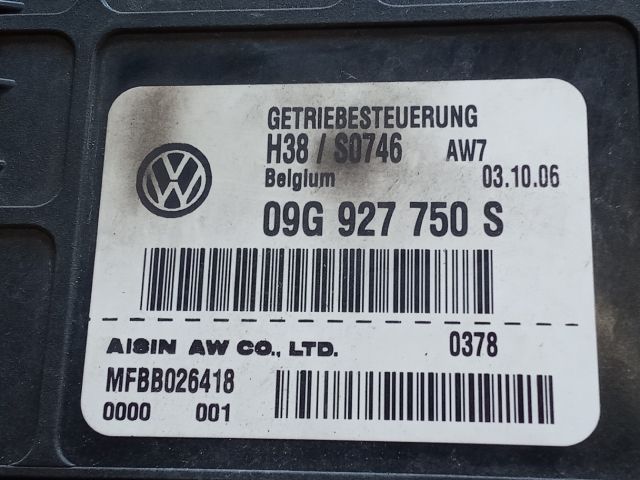 GETRIEBESTEUERUNG
H38 / S0746 AW7
Belgium 03.10.06
09G 927 750 S
AISIN AW CO., LTD. 0378
MFBB026418
0000 001